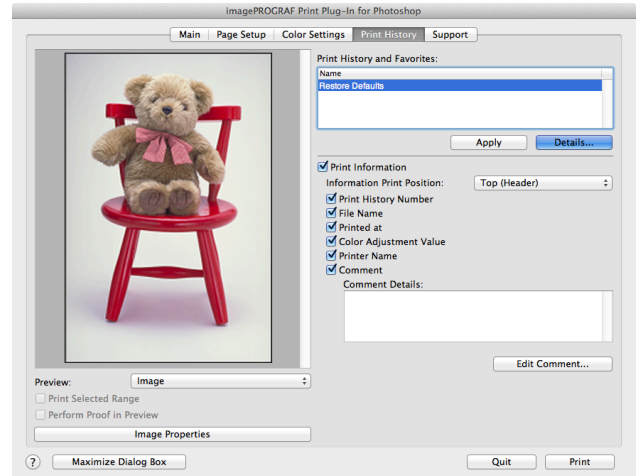 imagePROGRAF Print Plug-In for Photoshop
Main Page Setup Color Settings Print History Support
Print History and Favorites:
Name
Restore Defaults
Apply Details...
Print Information
Information Print Position: Top (Header)
Print History Number
File Name
Printed at
Color Adjustment Value
Printer Name
Comment
Comment Details:
Edit Comment...
Preview: Image
Print Selected Range
Perform Proof in Preview
Image Properties
? Maximize Dialog Box Quit Print